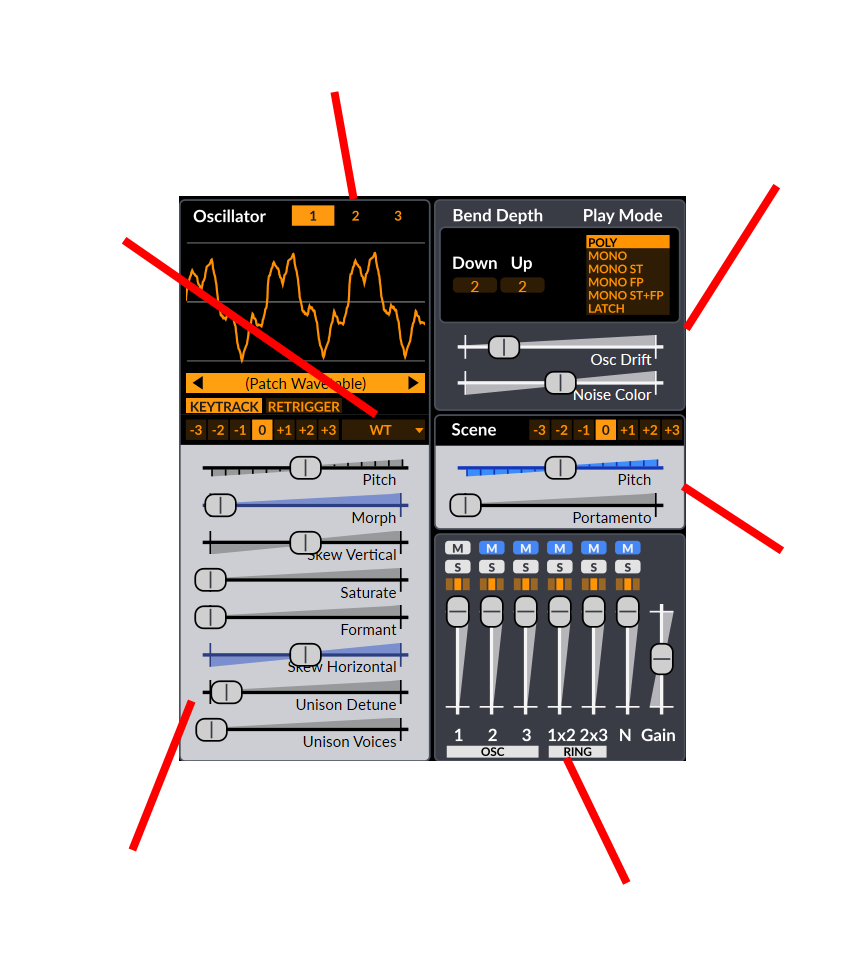 Oscillator 1 2 3
(Patch Wavetable)
KEYTRACK RETRIGGER
-3 -2 -1 0 +1 +2 +3 WT
Pitch
Morph
Skew Vertical
Saturate
Formant
Skew Horizontal
Unison Detune
Unison Voices
Bend Depth Play Mode
Down Up
2 2
POLY
MONO
MONO ST
MONO FP
MONO ST+FP
LATCH
Osc Drift
Noise Color
Scene -3 -2 -1 0 +1 +2 +3
Pitch
Portamento
M M M M M M
S S S S S S
1 2 3 1x2 2x3 N Gain
OSC RING